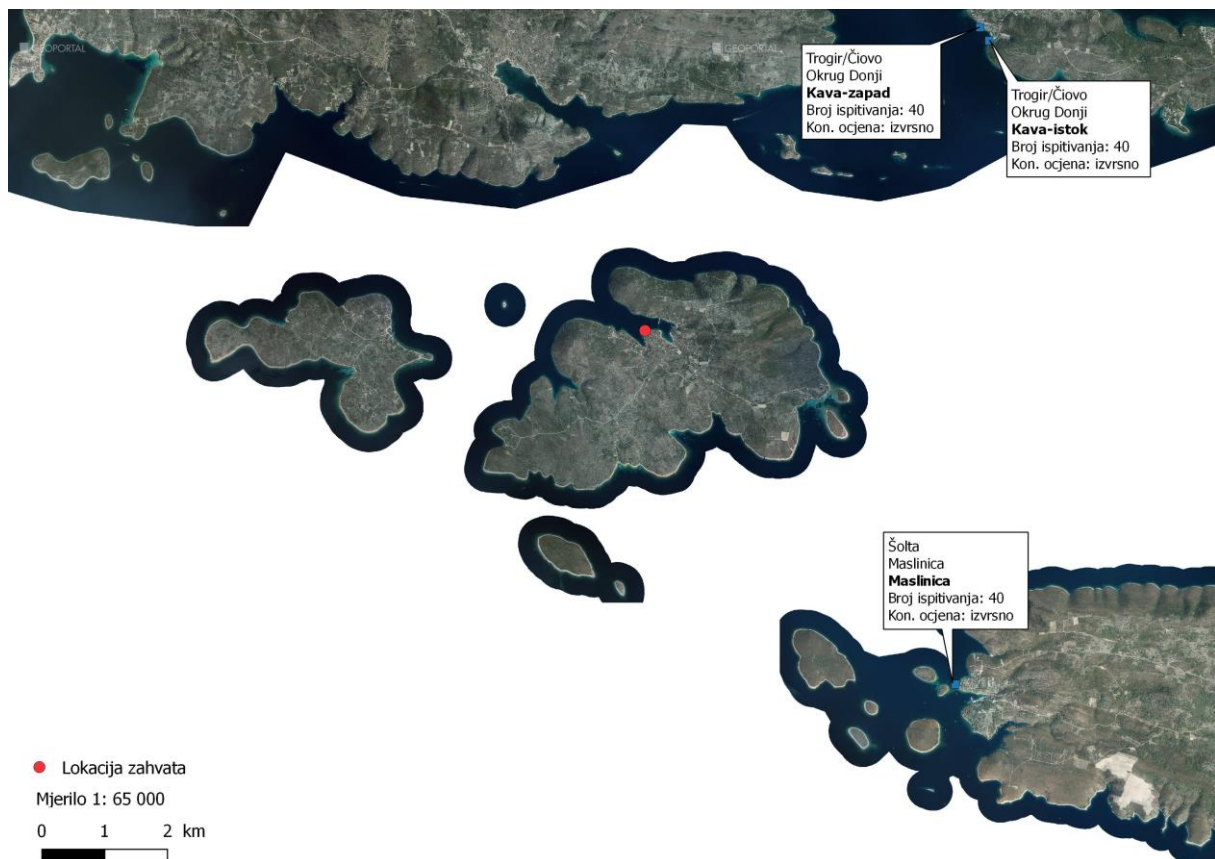 GEOPORTAL
GEOPORTAL
Trogir/Čiovo
Okrug Donji
Kava-zapad
Broj ispitivanja: 40
Kon. ocjena: izvrsno
Trogir/Čiovo
Okrug Donji
Kava-istok
Broj ispitivanja: 40
Kon. ocjena: izvrsno
Šolta
Maslinica
Maslinica
Broj ispitivanja: 40
Kon. ocjena: izvrsno
Lokacija zahvata
Mjerilo 1: 65 000
0 1 2 km